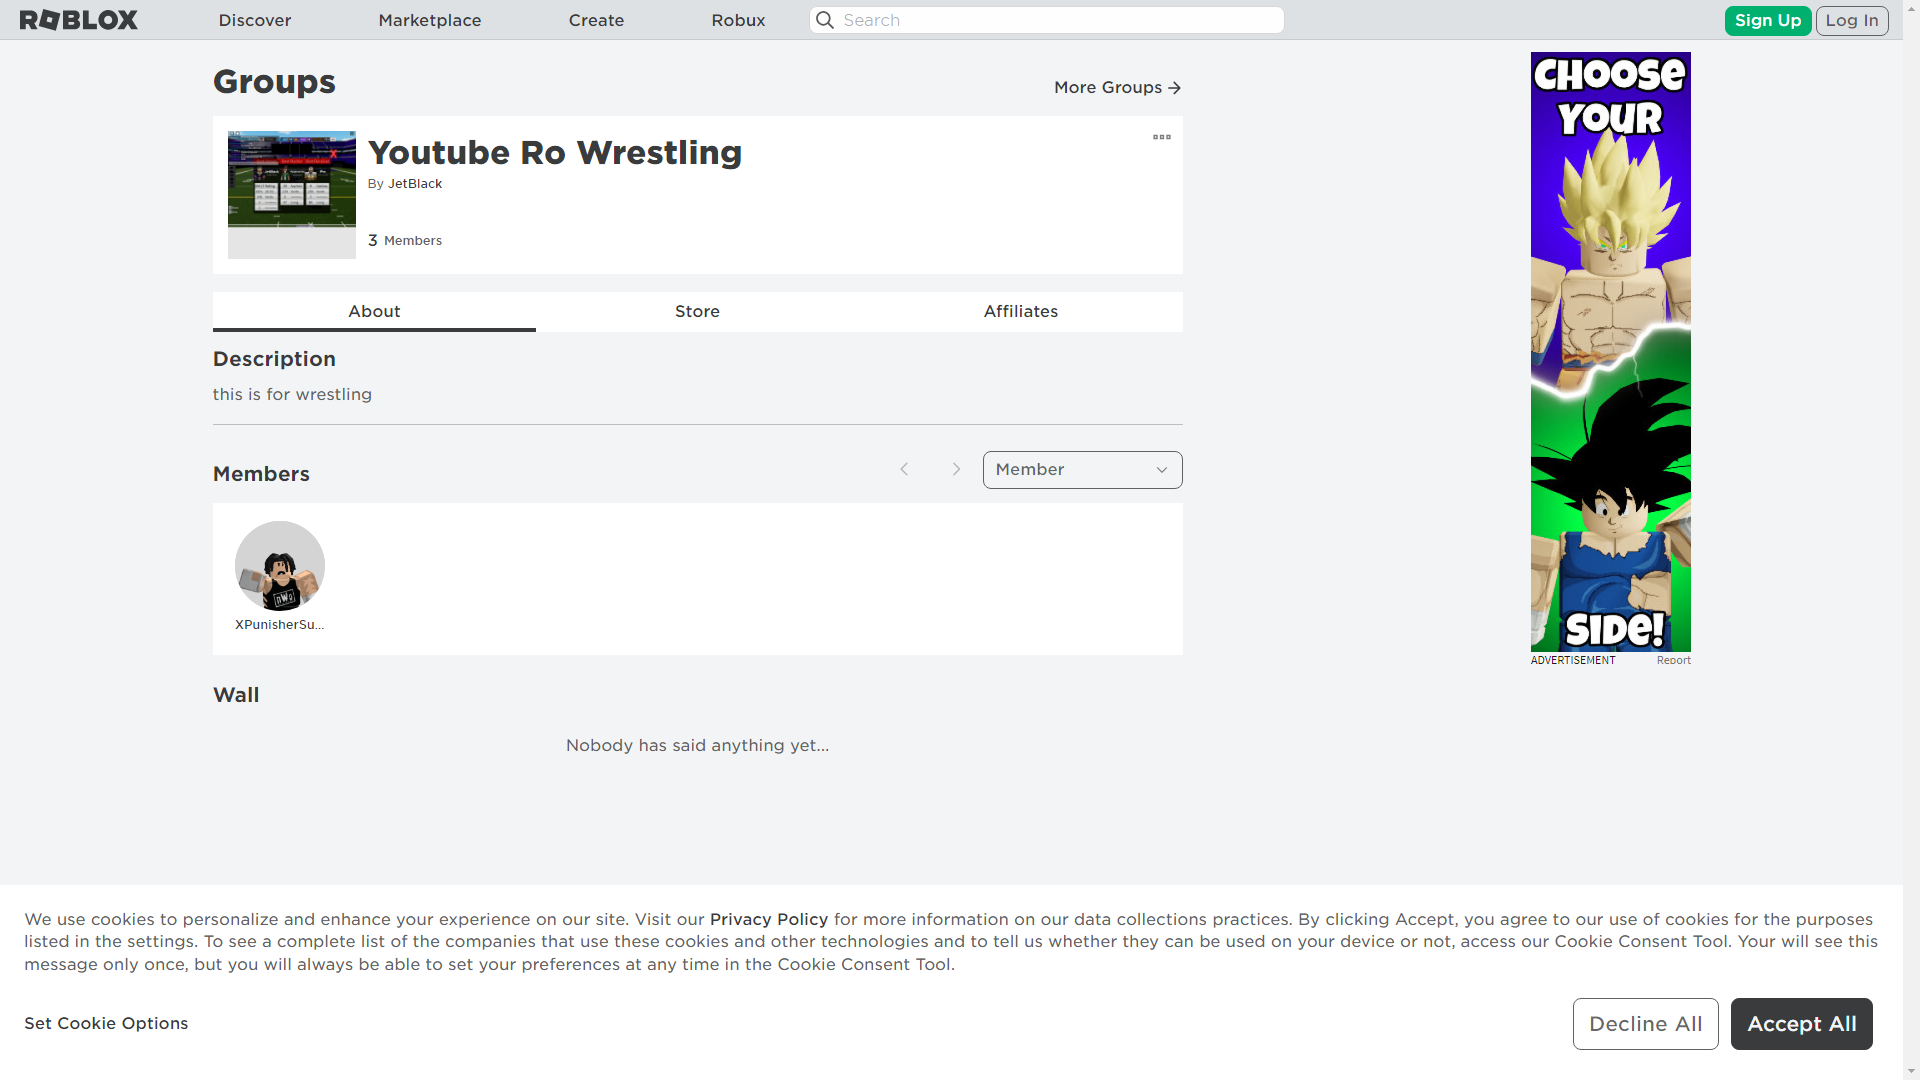 ROBLOX
Discover
Marketplace
Create
Robux
Search
Sign Up
Log In
Groups
More Groups
Youtube Ro Wrestling
By JetBlack
3 Members
About
Store
Affiliates
Description
this is for wrestling
Members
Member
nWo
XPunisherSu...
Wall
Nobody has said anything yet...
CHOOSE
YOUR
SIDE!
ADVERTISEMENT
Report
We use cookies to personalize and enhance your experience on our site. Visit our Privacy Policy for more information on our data collections practices. By clicking Accept, you agree to our use of cookies for the purposes
listed in the settings. To see a complete list of the companies that use these cookies and other technologies and to tell us whether they can be used on your device or not, access our Cookie Consent Tool. Your will see this
message only once, but you will always be able to set your preferences at any time in the Cookie Consent Tool.
Set Cookie Options
Decline All
Accept All